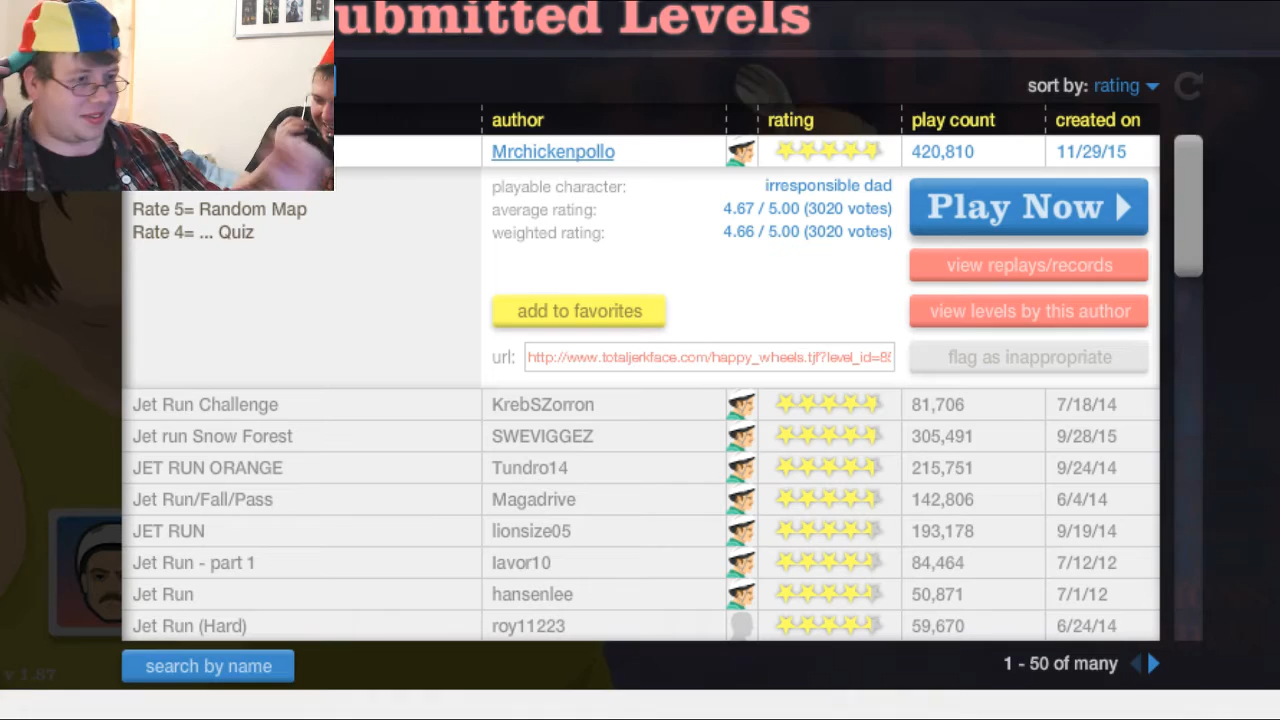 ubmitted Levels
sort by: rating
author rating play count created on
Mrchickenpollo 420,810 11/29/15
Rate 5= Random Map
Rate 4= ... Quiz
playable character: irresponsible dad
average rating: 4.67 / 5.00 (3020 votes)
weighted rating: 4.66 / 5.00 (3020 votes)
Play Now
view replays/records
add to favorites
view levels by this author
url: http://www.totaljerkface.com/happy_wheels.tjf?level_id=8
flag as inappropriate
Jet Run Challenge KrebSZorron 81,706 7/18/14
Jet run Snow Forest SWEVIGGEZ 305,491 9/28/15
JET RUN ORANGE Tundro14 215,751 9/24/14
Jet Run/Fall/Pass Magadrive 142,806 6/4/14
JET RUN lionsize05 193,178 9/19/14
Jet Run - part 1 lavor10 84,464 7/12/12
Jet Run hansenlee 50,871 7/1/12
Jet Run (Hard) roy11223 59,670 6/24/14
search by name
1 - 50 of many
v 1.87